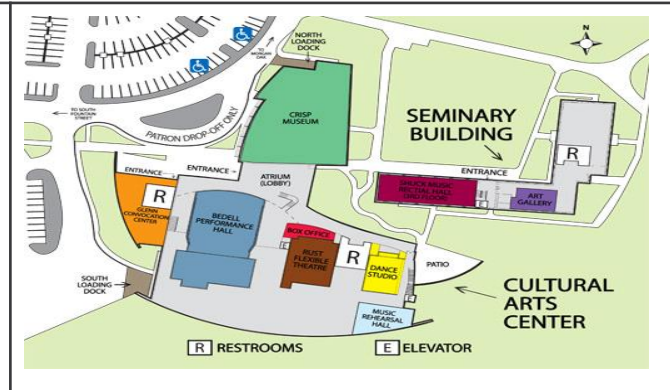 N
NORTH
LOADING
DOCK
TO
MORGAN
OAK
TO SOUTH
FOUNTAIN
STREET
PATRON DROP-OFF ONLY
CRISP
MUSEUM
SEMINARY
BUILDING
R
ENTRANCE
ENTRANCE
ENTRANCE
ATRIUM
(LOBBY)
SHUCK MUSIC
RECITAL HALL
(3RD FLOOR)
ART
GALLERY
R
GLENN
CONVOCATION
CENTER
BEDELL
PERFORMANCE
HALL
BOX OFFICE
RUST
FLEXIBLE
THEATRE
R
DANCE
STUDIO
PATIO
SOUTH
LOADING
DOCK
CULTURAL
ARTS
CENTER
MUSIC
REHEARSAL
HALL
R RESTROOMS
E ELEVATOR